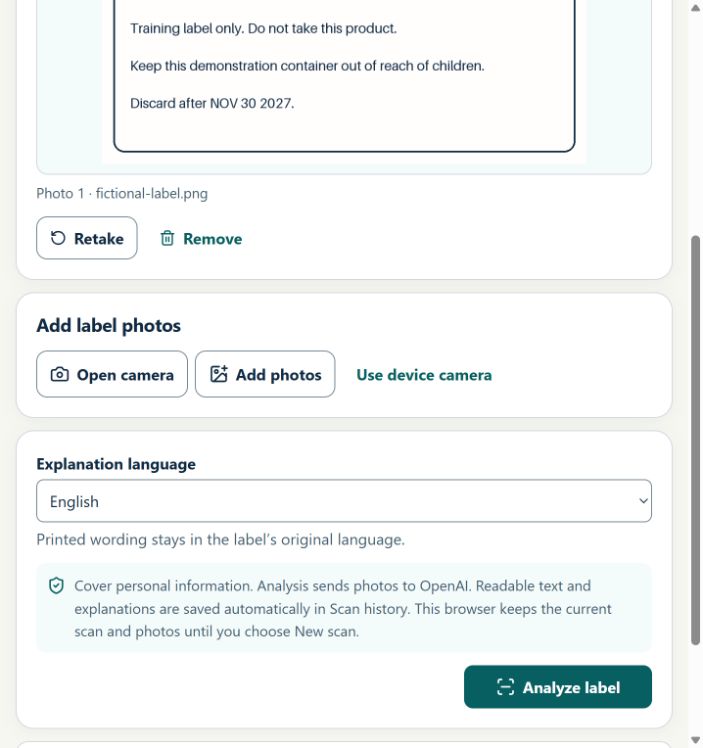 Training label only. Do not take this product.
Keep this demonstration container out of reach of children.
Discard after NOV 30 2027.
Photo 1 · fictional-label.png
Retake
Remove
Add label photos
Open camera
Add photos
Use device camera
Explanation language
English
Printed wording stays in the label’s original language.
Cover personal information. Analysis sends photos to OpenAI. Readable text and
explanations are saved automatically in Scan history. This browser keeps the current
scan and photos until you choose New scan.
Analyze label